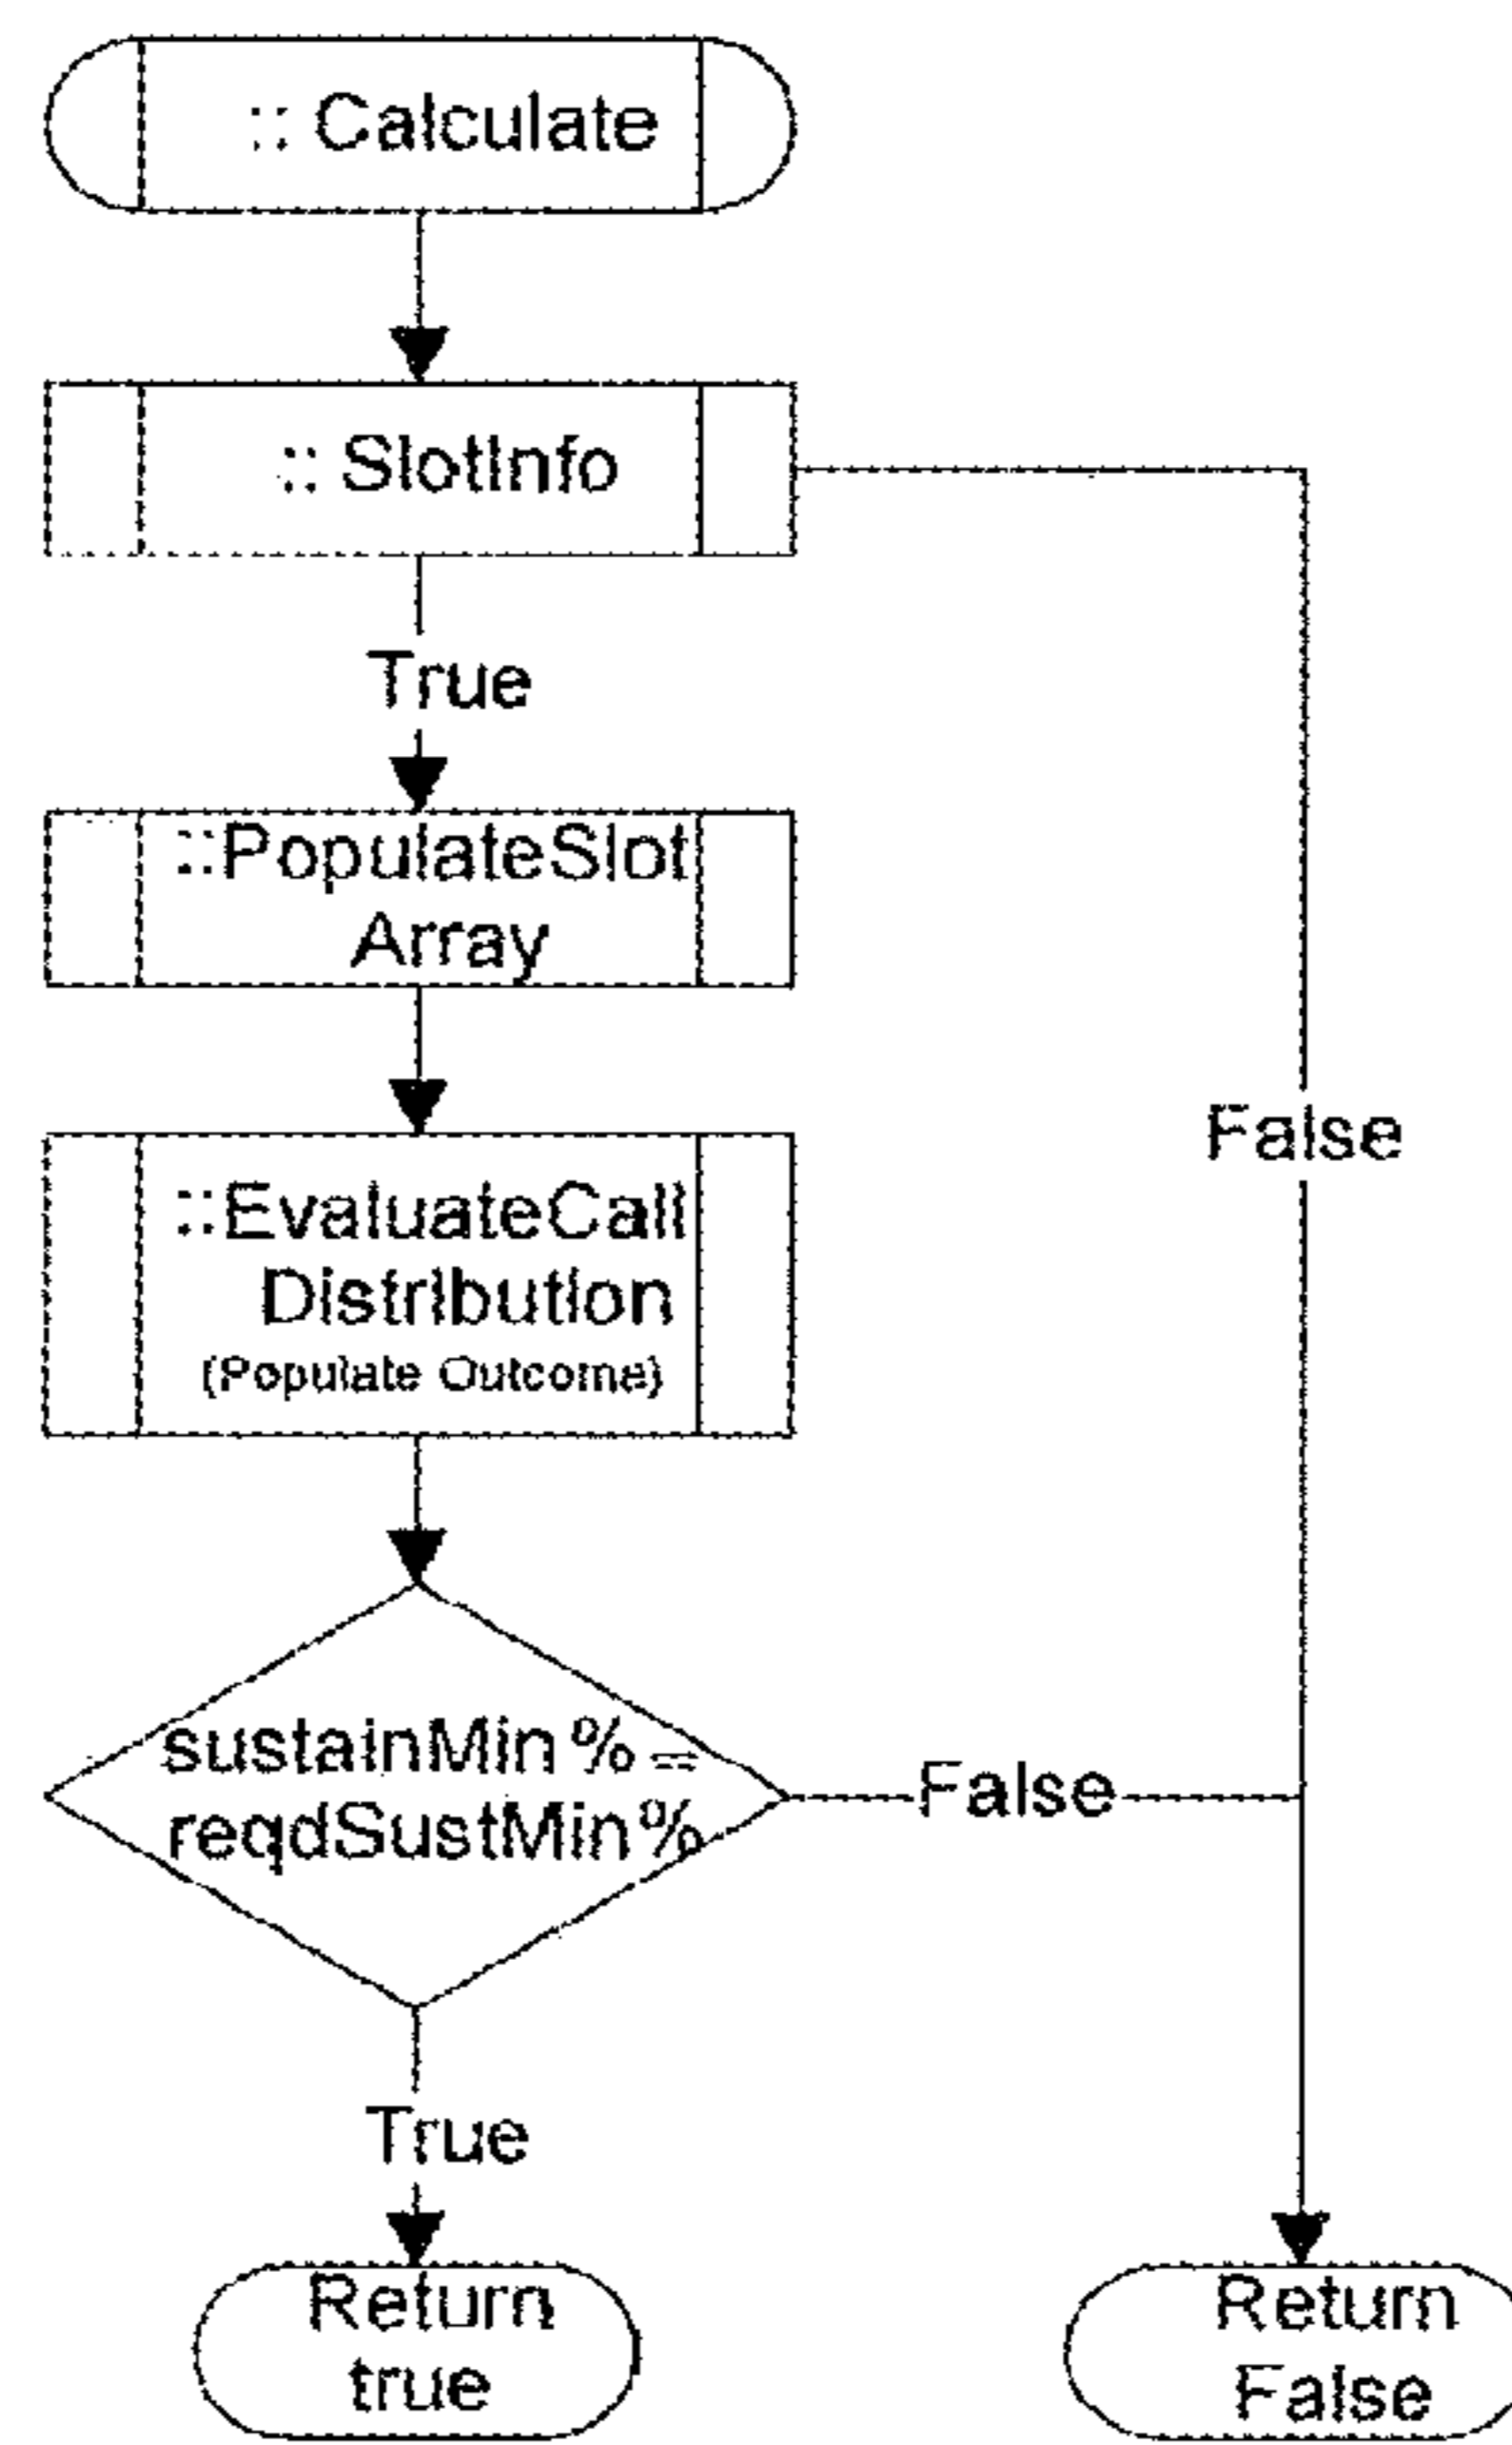 :: Calculate
:: SlotInfo
True
::PopulateSlot
Array
False
::EvaluateCall
Distribution
(Populate Outcome)
sustainMin% =
reqdSustMin%
False
True
Return
true
Return
False